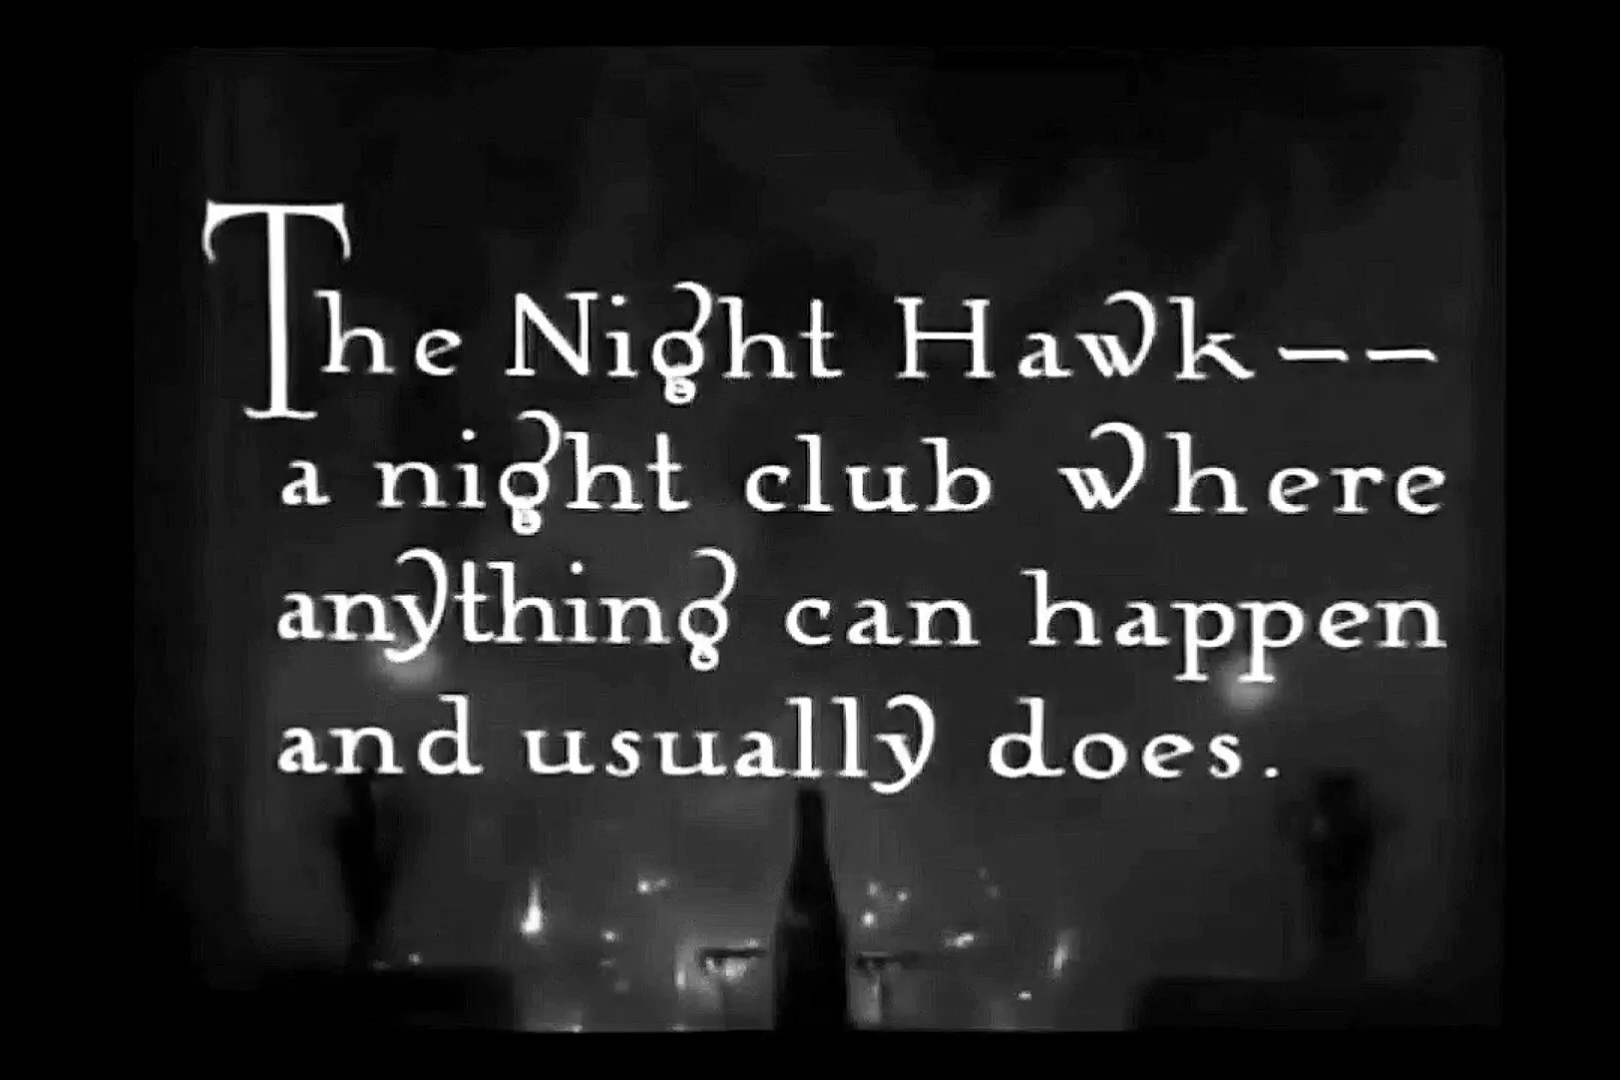 The Night Hawk--
a night club where
anything can happen
and usually does.